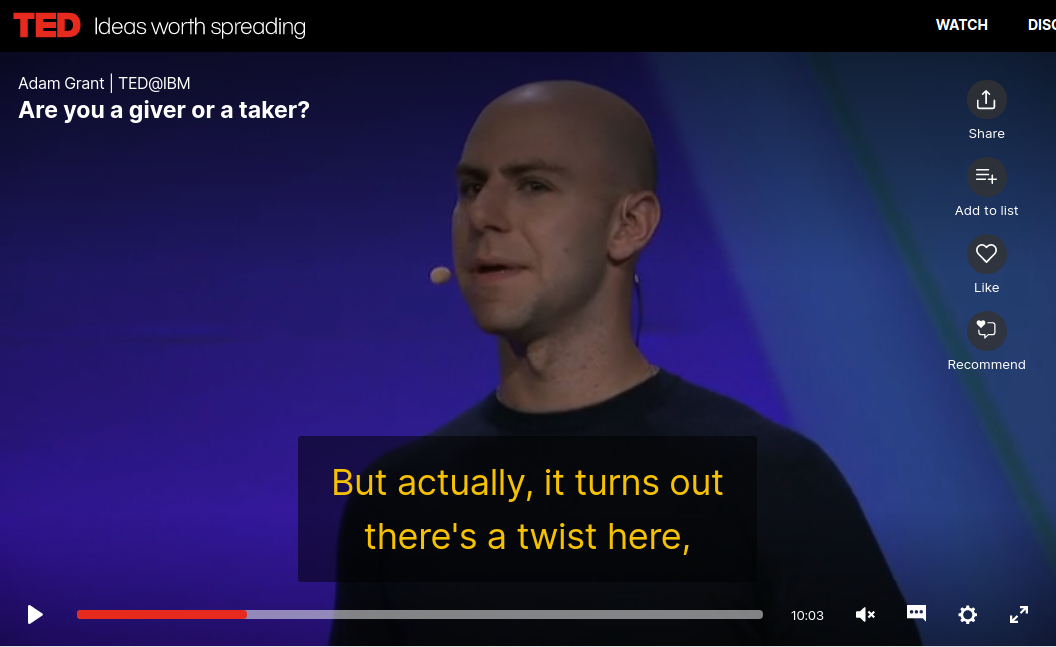 TED Ideas worth spreading
WATCH
DISC
Adam Grant | TED@IBM
Are you a giver or a taker?
Share
Add to list
Like
Recommend
But actually, it turns out
there's a twist here,
10:03